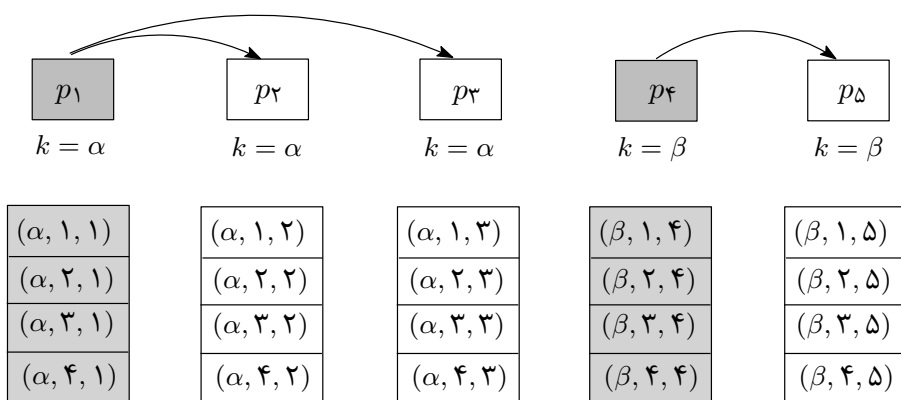 p۱ p۲ p۳ p۴ p۵
k = α k = α k = α k = β k = β
(α, ۱, ۱) (α, ۱, ۲) (α, ۱, ۳) (β, ۱, ۴) (β, ۱, ۵)
(α, ۲, ۱) (α, ۲, ۲) (α, ۲, ۳) (β, ۲, ۴) (β, ۲, ۵)
(α, ۳, ۱) (α, ۳, ۲) (α, ۳, ۳) (β, ۳, ۴) (β, ۳, ۵)
(α, ۴, ۱) (α, ۴, ۲) (α, ۴, ۳) (β, ۴, ۴) (β, ۴, ۵)